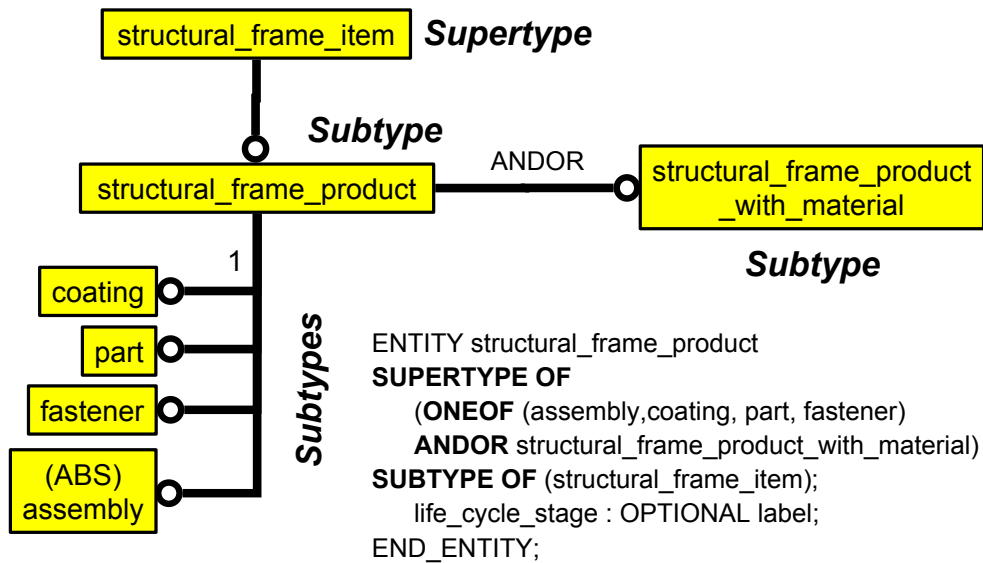 structural_frame_item
Supertype
Subtype
structural_frame_product
ANDOR
structural_frame_product
_with_material
Subtype
1
coating
part
fastener
(ABS)
assembly
Subtypes
ENTITY structural_frame_product
SUPERTYPE OF
(ONEOF (assembly,coating, part, fastener)
ANDOR structural_frame_product_with_material)
SUBTYPE OF (structural_frame_item);
life_cycle_stage : OPTIONAL label;
END_ENTITY;